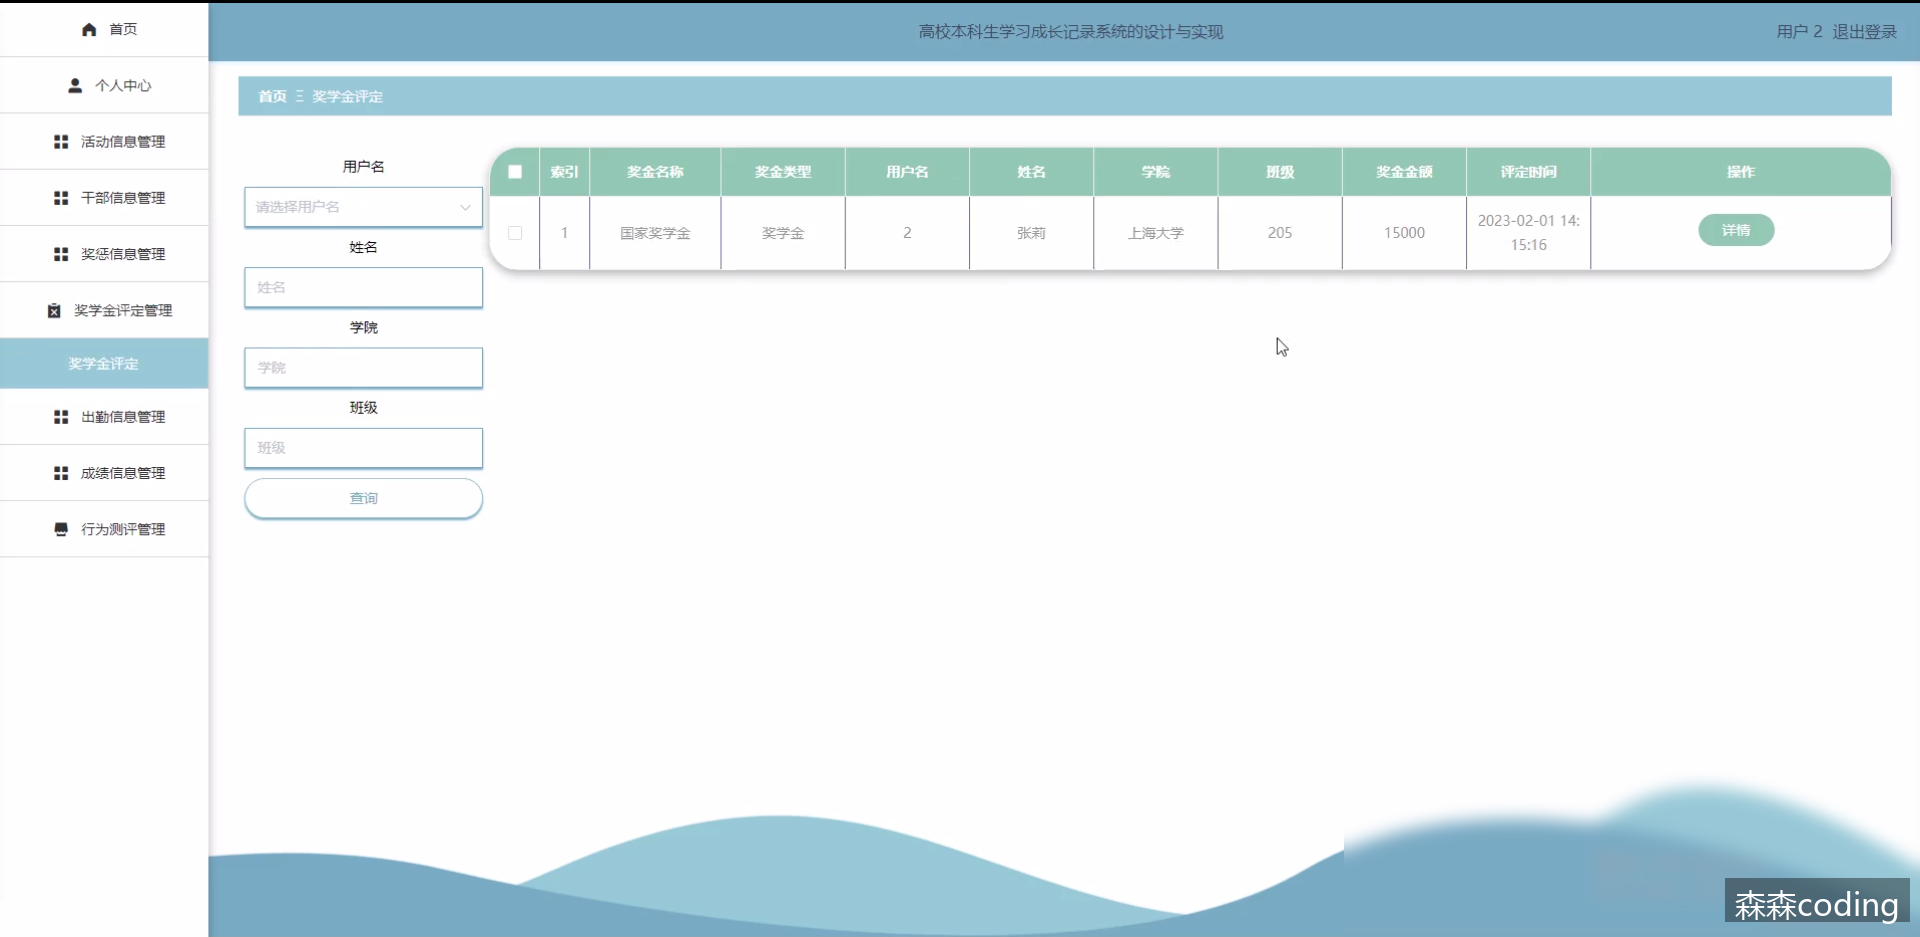 首页
个人中心
活动信息管理
干部信息管理
奖惩信息管理
奖学金评定管理
奖学金评定
出勤信息管理
成绩信息管理
行为测评管理
高校本科生学习成长记录系统的设计与实现
用户 2 退出登录
首页 Ξ 奖学金评定
用户名
请选择用户名
姓名
姓名
学院
学院
班级
班级
查询
索引 奖金名称 奖金类型 用户名 姓名 学院 班级 奖金金额 评定时间 操作
1 国家奖学金 奖学金 2 张莉 上海大学 205 15000 2023-02-01 14:
15:16 详情
森森coding